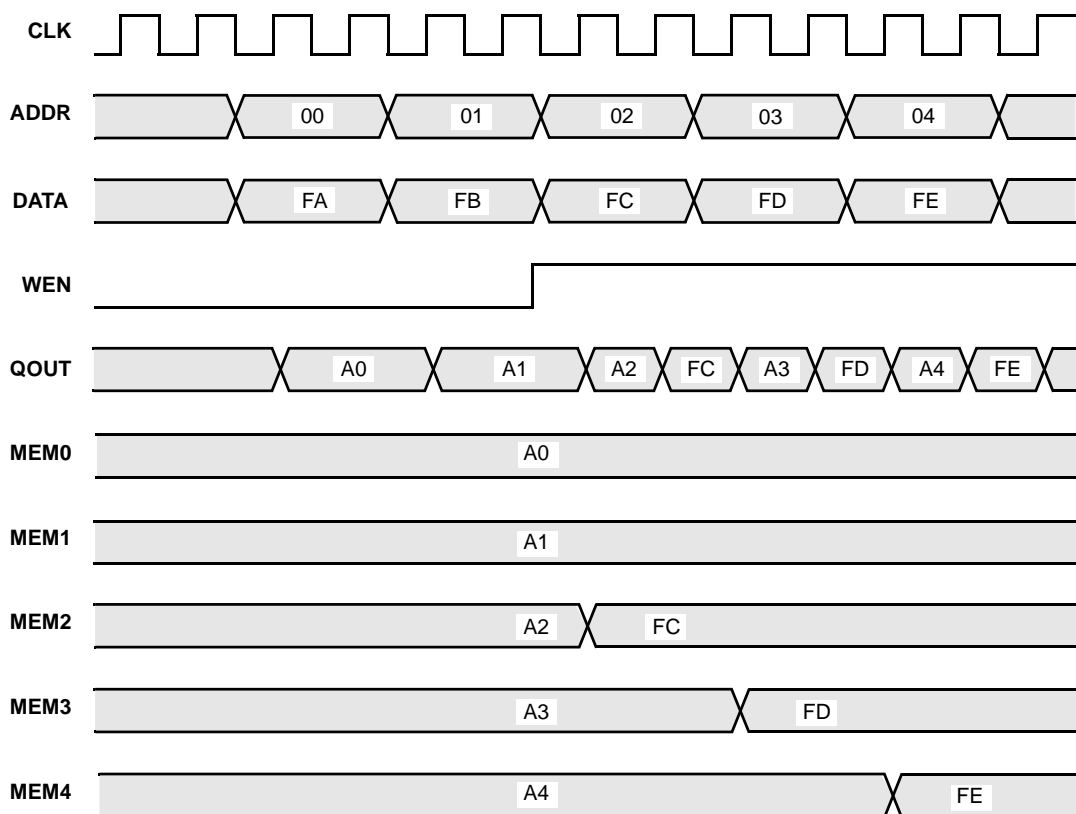 CLK
ADDR 00 01 02 03 04
DATA FA FB FC FD FE
WEN
QOUT A0 A1 A2 FC A3 FD A4 FE
MEM0 A0
MEM1 A1
MEM2 A2 FC
MEM3 A3 FD
MEM4 A4 FE